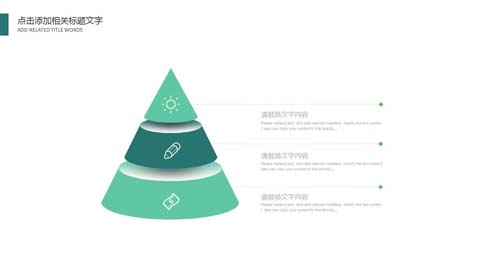 点击添加相关标题文字
ADD RELATED TITLE WORDS
请替换文字内容
Please replace text, click add relevant headline, modify the text content, also can copy your content to this directly.
请替换文字内容
Please replace text, click add relevant headline, modify the text content, also can copy your content to this directly.
请替换文字内容
Please replace text, click add relevant headline, modify the text content, also can copy your content to this directly.
$